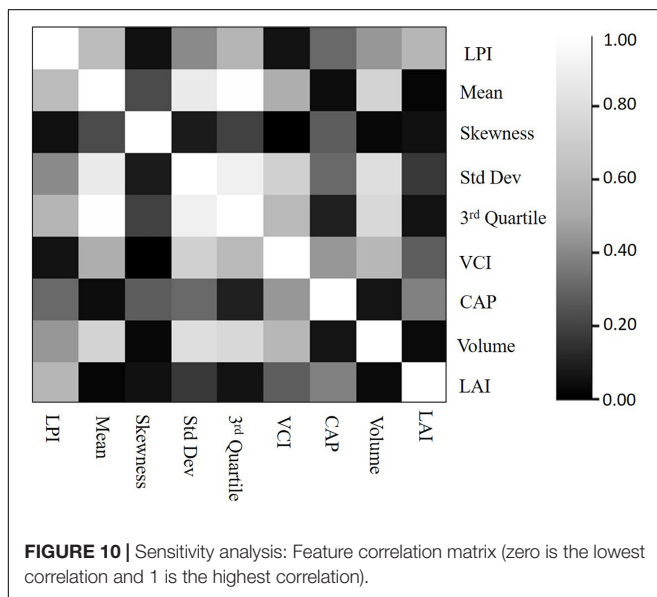 LPI
Mean
Skewness
Std Dev
3rd Quartile
VCI
CAP
Volume
LAI
1.00
0.80
0.60
0.40
0.20
0.00
LPI
Mean
Skewness
Std Dev
3rd Quartile
VCI
CAP
Volume
LAI
FIGURE 10 | Sensitivity analysis: Feature correlation matrix (zero is the lowest
correlation and 1 is the highest correlation).